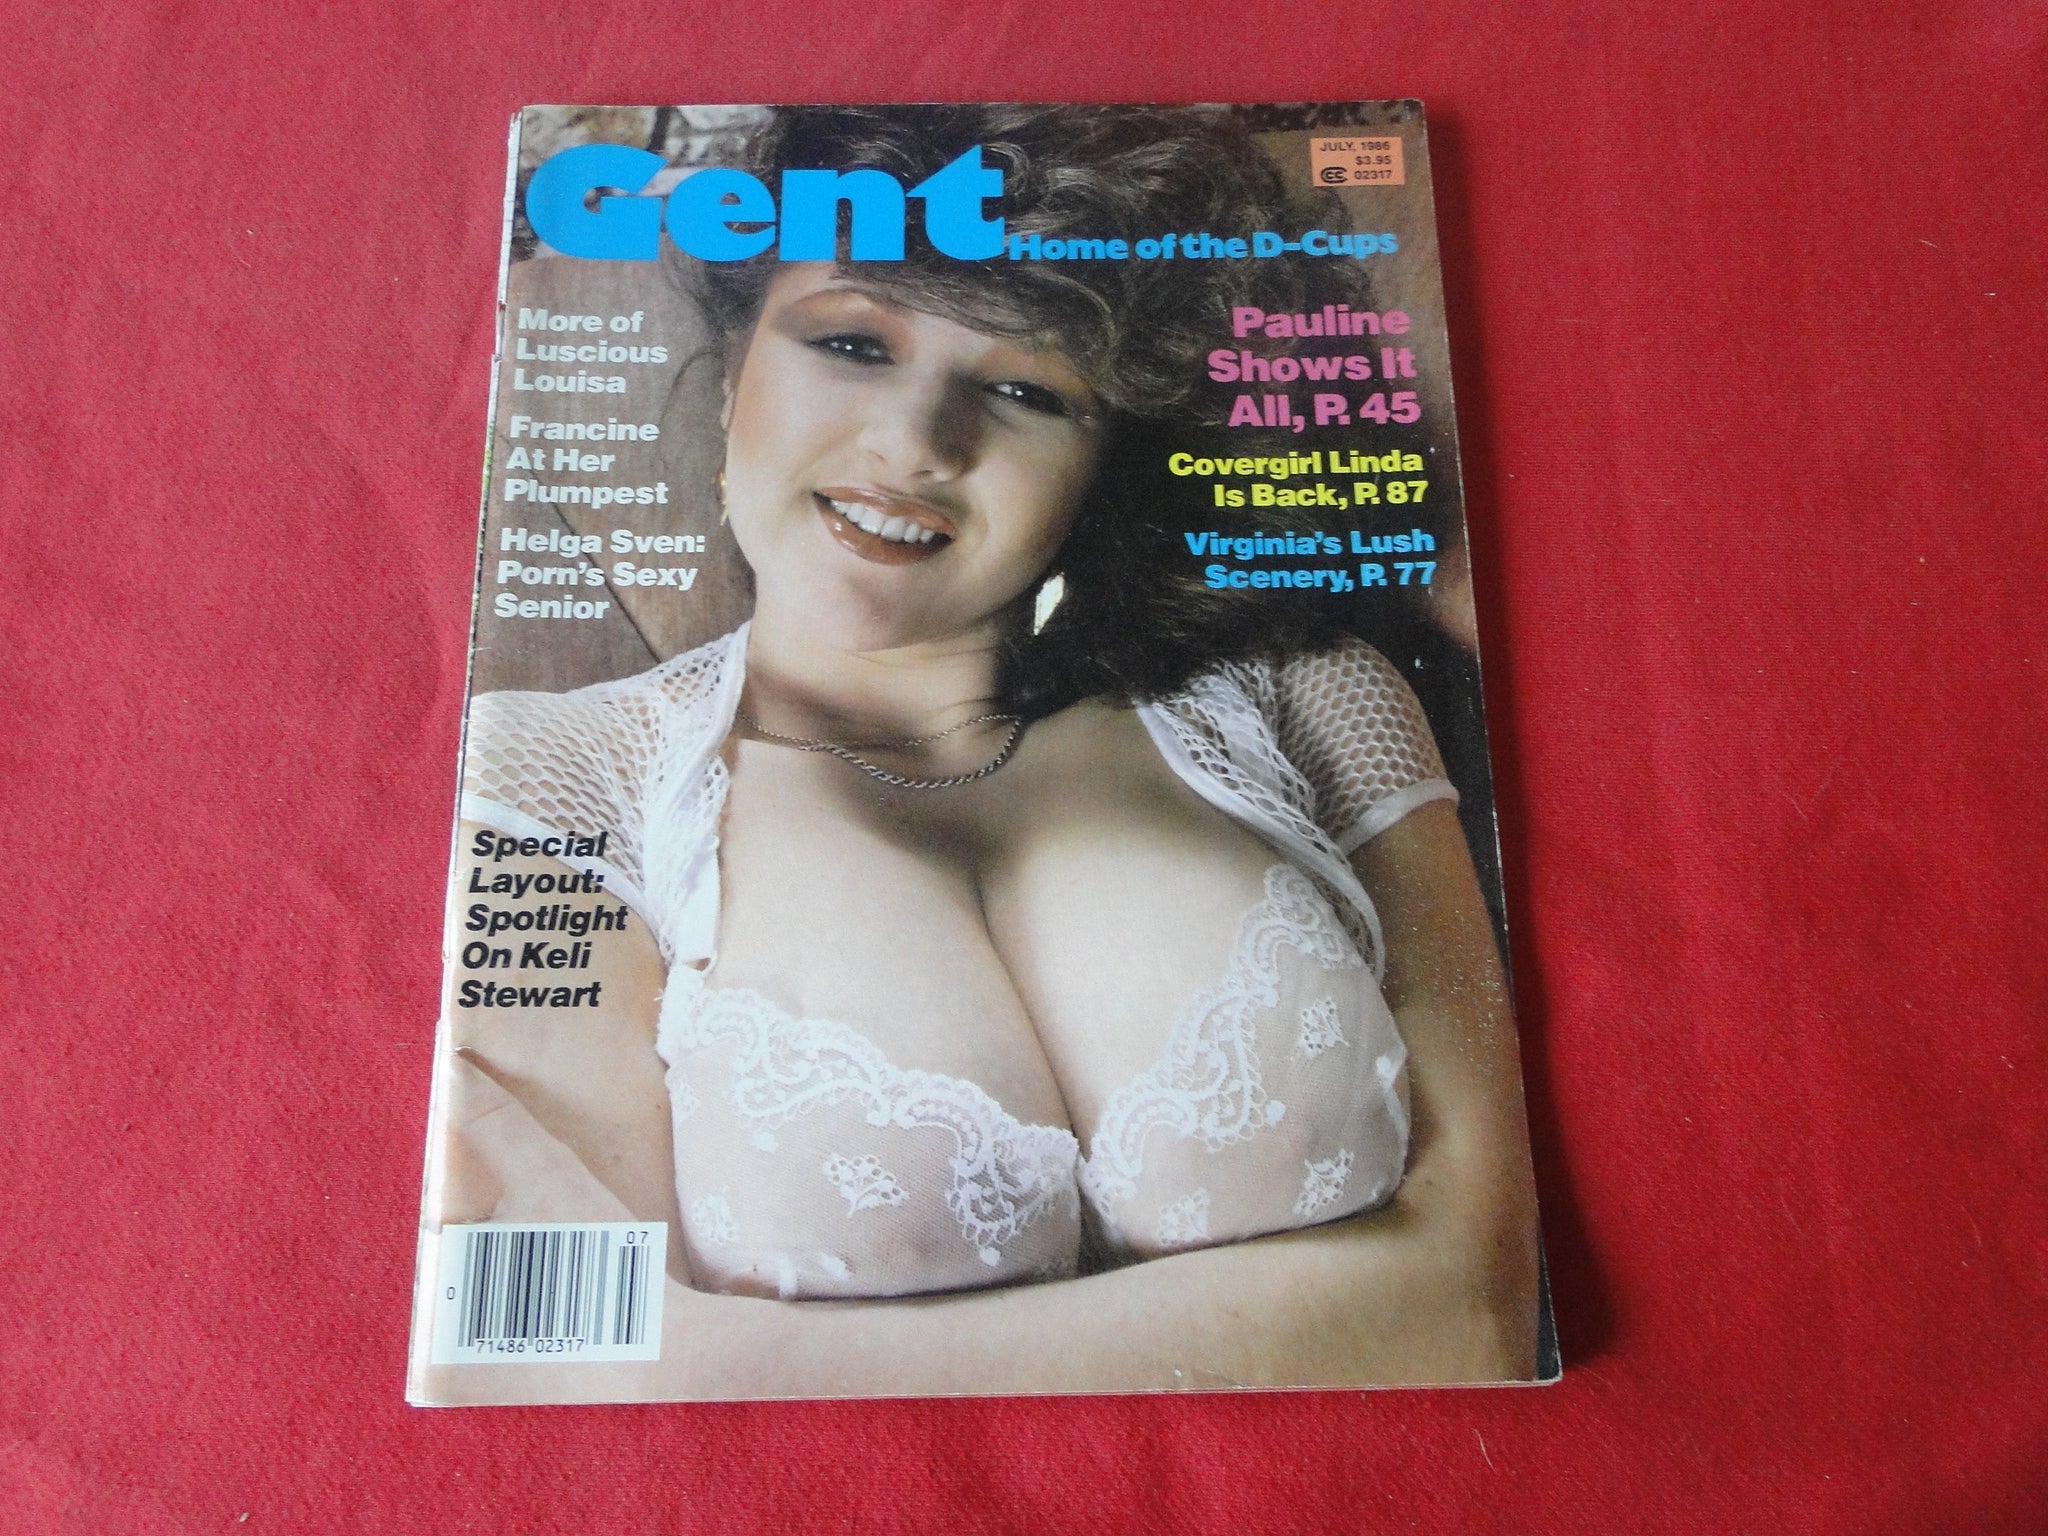 Gent
Home of the D-Cups
JULY, 1986
$3.95
CC 02317
More of
Luscious
Louisa
Francine
At Her
Plumpest
Helga Sven:
Porn's Sexy
Senior
Pauline
Shows It
All, P. 45
Covergirl Linda
Is Back, P. 87
Virginia's Lush
Scenery, P. 77
Special
Layout:
Spotlight
On Keli
Stewart
07
0
71486 02317